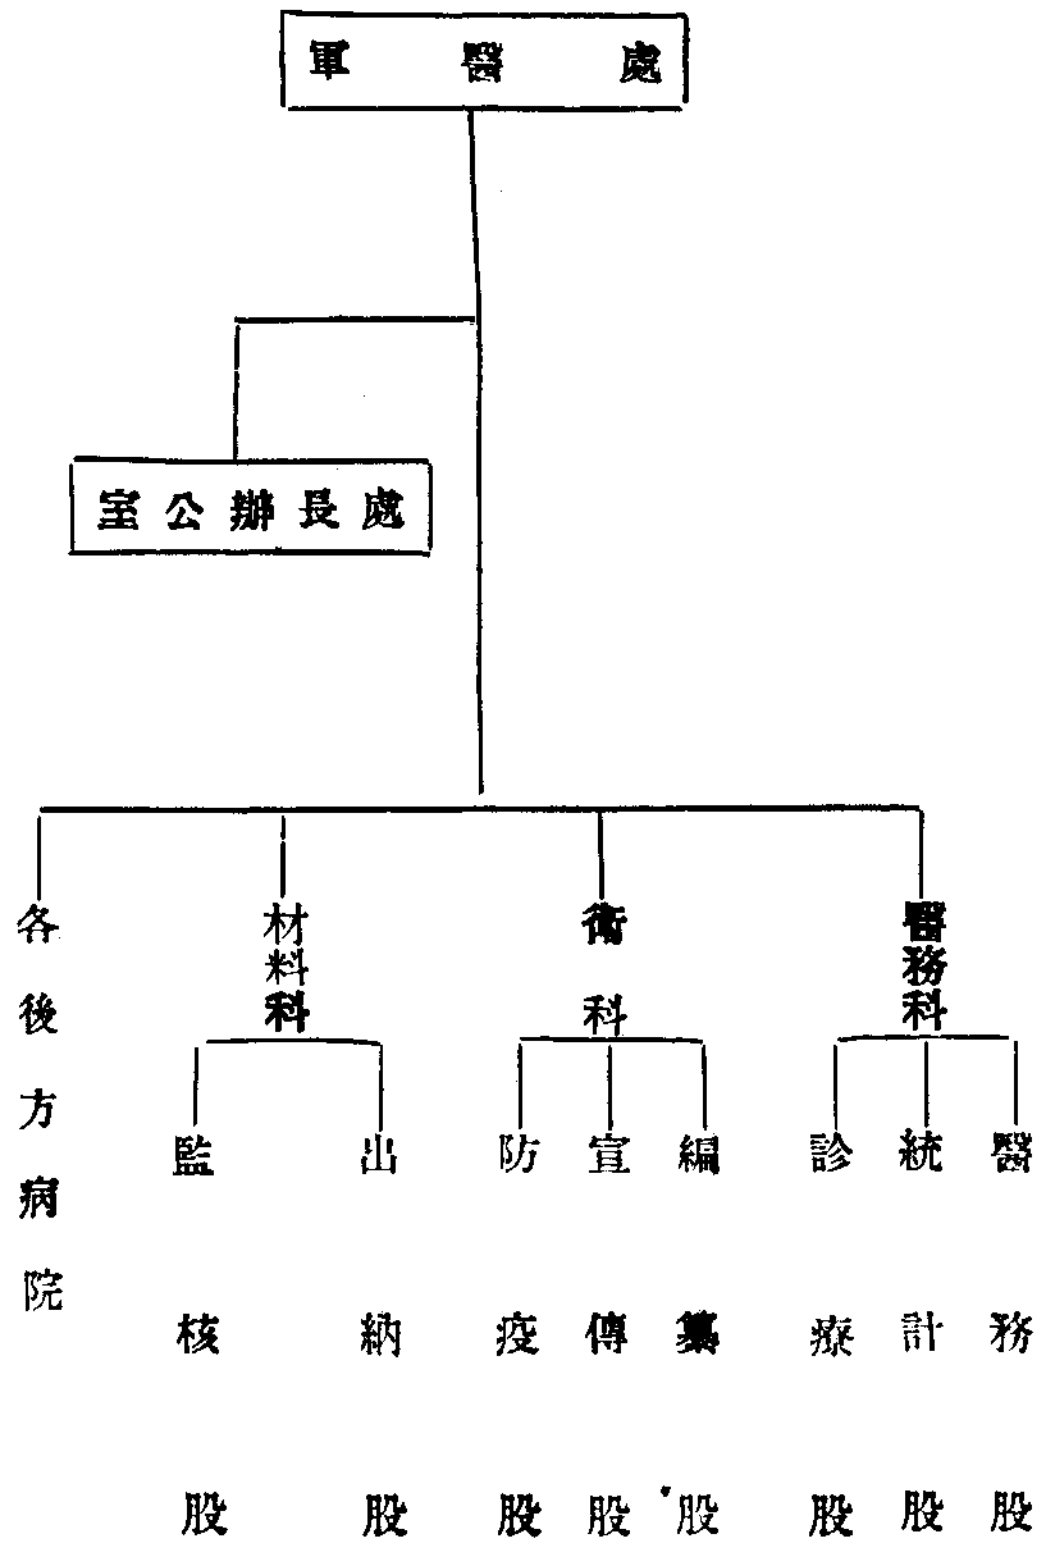 軍醫處
處長辦公室
醫務科
醫務股
統計股
診療股
衛科
編纂股
宣傳股
防疫股
材料科
出納股
監核股
各後方病院